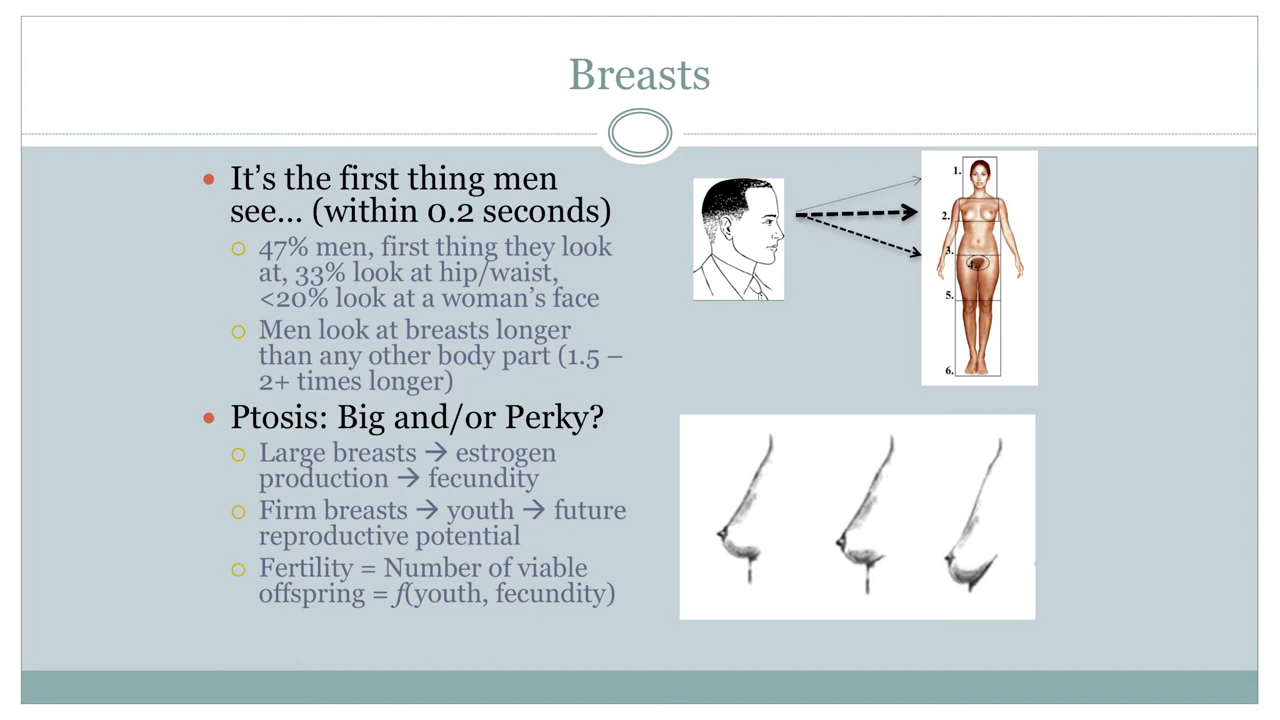 Breasts
It's the first thing men
see... (within 0.2 seconds)
47% men, first thing they look
at, 33% look at hip/waist,
<20% look at a woman's face
Men look at breasts longer
than any other body part (1.5 –
2+ times longer)
Ptosis: Big and/or Perky?
Large breasts → estrogen
production → fecundity
Firm breasts → youth → future
reproductive potential
Fertility = Number of viable
offspring = f(youth, fecundity)
1.
2.
3.
4.
5.
6.